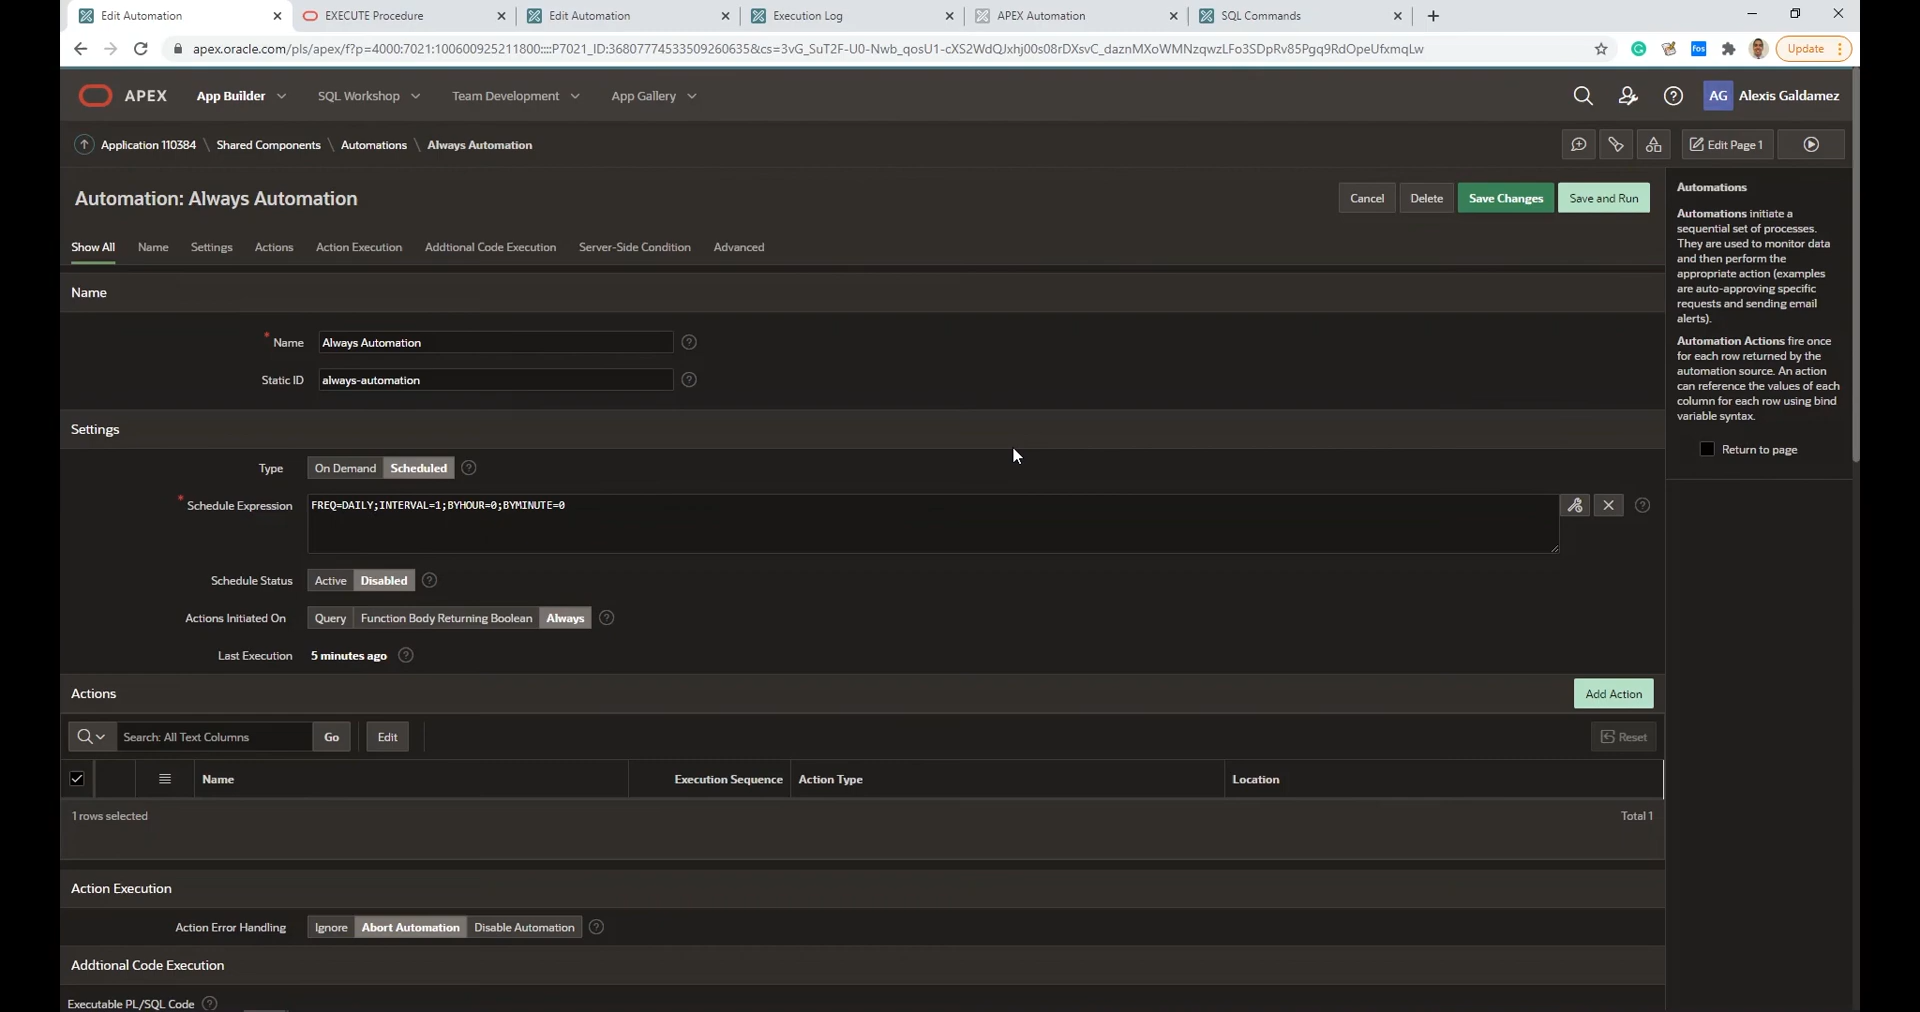 Edit Automation
EXECUTE Procedure
Edit Automation
Execution Log
APEX Automation
SQL Commands
apex.oracle.com/pls/apex/f?p=4000:7021:100600925211800::::P7021_ID:36807774533509260635&cs=3vG_SuT2F-U0-Nwb_qosU1-cXS2WdQJxhj00s08rDXsvC_daznMXoWMNzqwzLFo3SDpRv85Pgq9RdOpeUfxmqLw
fos
Update
APEX
App Builder
SQL Workshop
Team Development
App Gallery
AG
Alexis Galdamez
Application 110384 \ Shared Components \ Automations \ Always Automation
Edit Page 1
Automation: Always Automation
Cancel
Delete
Save Changes
Save and Run
Show All
Name
Settings
Actions
Action Execution
Addtional Code Execution
Server-Side Condition
Advanced
Name
* Name
Always Automation
Static ID
always-automation
Settings
Type
On Demand
Scheduled
* Schedule Expression
FREQ=DAILY;INTERVAL=1;BYHOUR=0;BYMINUTE=0
Schedule Status
Active
Disabled
Actions Initiated On
Query
Function Body Returning Boolean
Always
Last Execution
5 minutes ago
Actions
Add Action
Search: All Text Columns
Go
Edit
Reset
Name
Execution Sequence
Action Type
Location
1 rows selected
Total 1
Action Execution
Action Error Handling
Ignore
Abort Automation
Disable Automation
Addtional Code Execution
Executable PL/SQL Code
Automations
Automations initiate a
sequential set of processes.
They are used to monitor data
and then perform the
appropriate action (examples
are auto-approving specific
requests and sending email
alerts).
Automation Actions fire once
for each row returned by the
automation source. An action
can reference the values of each
column for each row using bind
variable syntax.
Return to page